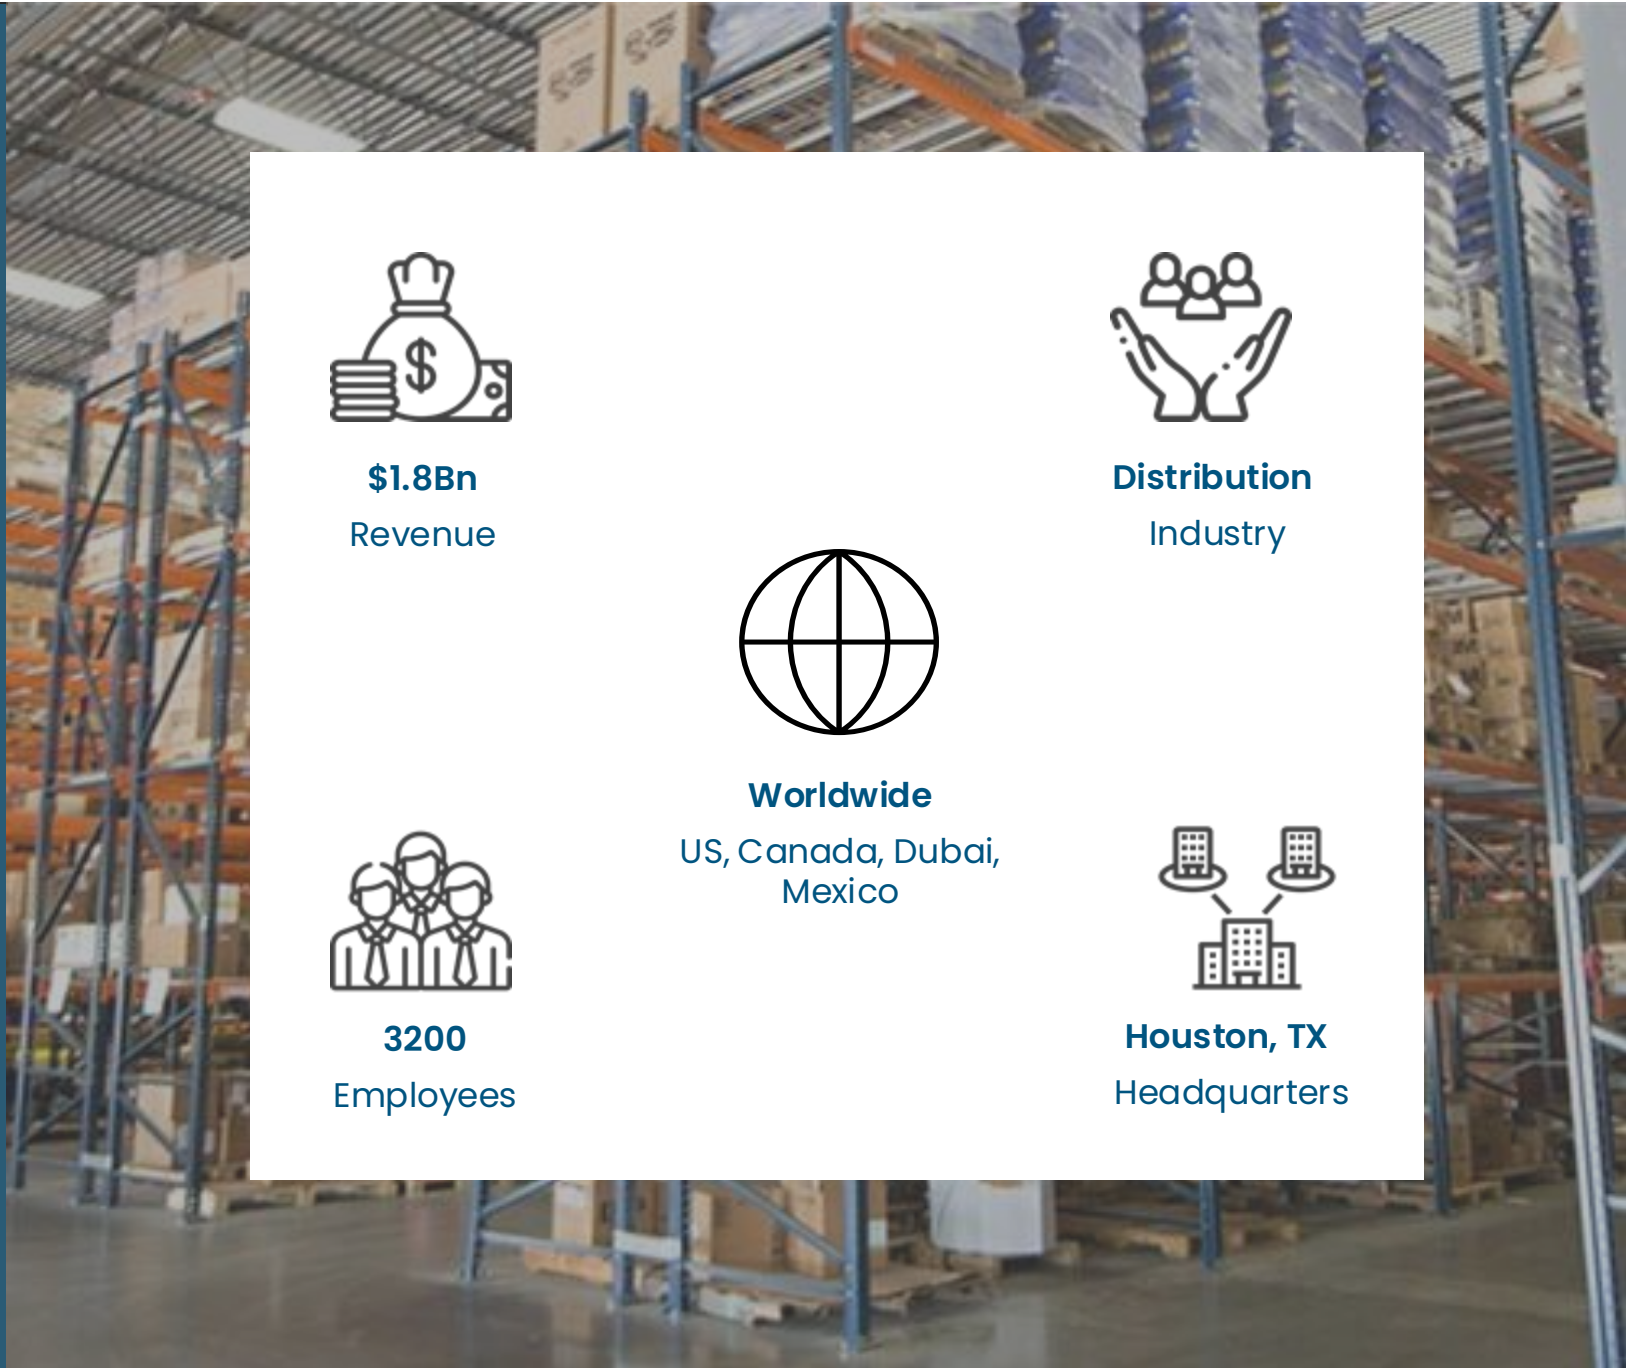 $1.8Bn
Revenue
Distribution
Industry
Worldwide
US, Canada, Dubai,
Mexico
3200
Employees
Houston, TX
Headquarters